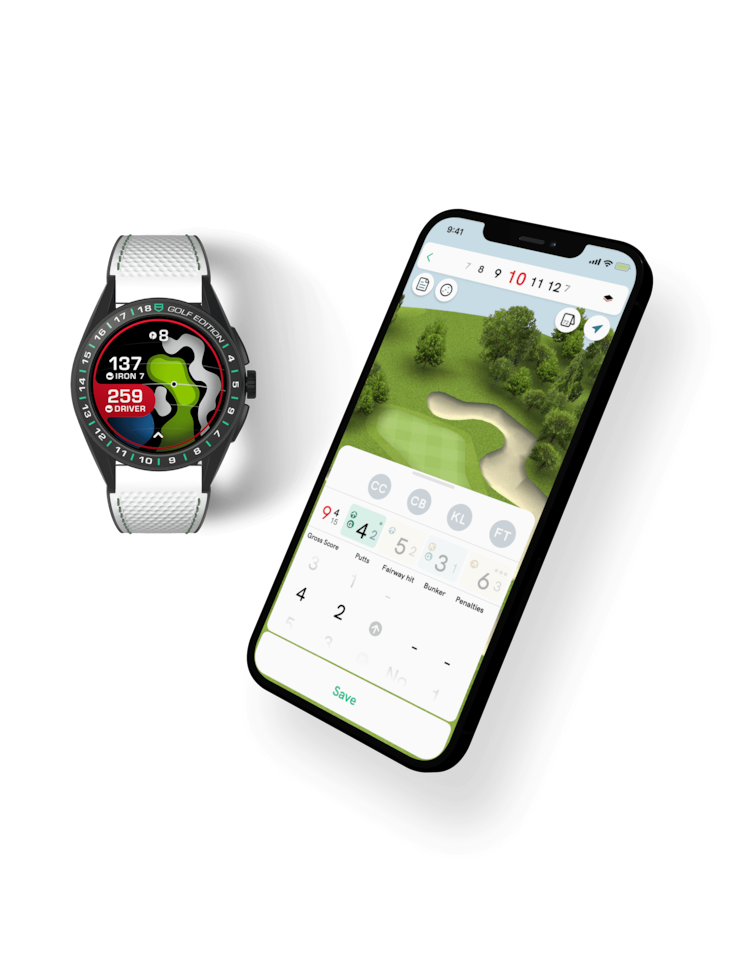 18 GOLF EDITION 4 5 6 7 8 9 10 11 12 13 14 15 16 17
8
137
IRON 7
259
DRIVER
9:41
7 8 9 10 11 12 7
CC CB KL FT
9 4 15 4 2 5 2 3 1 6 3
Gross Score Putts Fairway hit Bunker Penalties
3 1 -
4 2 - -
5 3 No 1
Save